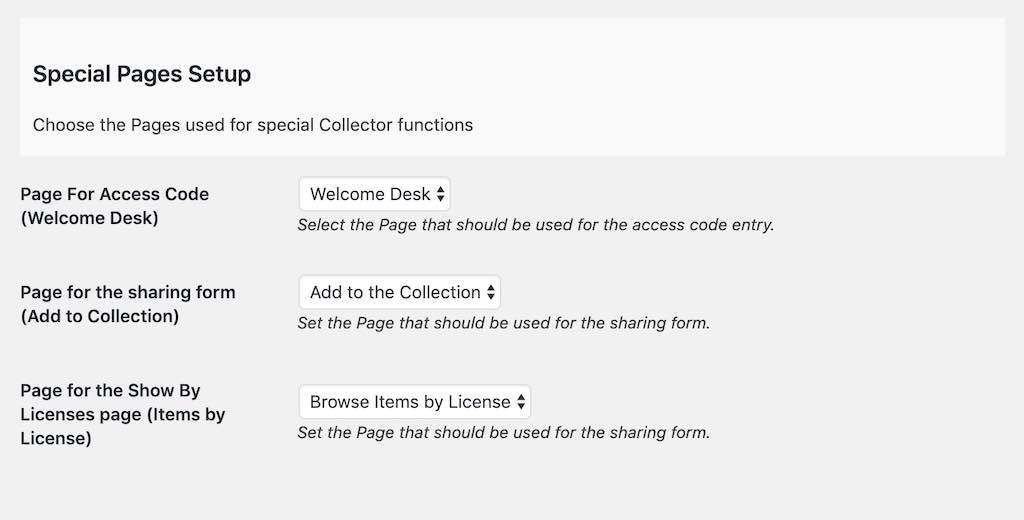 Special Pages Setup
Choose the Pages used for special Collector functions
Page For Access Code
(Welcome Desk)
Welcome Desk
Select the Page that should be used for the access code entry.
Page for the sharing form
(Add to Collection)
Add to the Collection
Set the Page that should be used for the sharing form.
Page for the Show By
Licenses page (Items by
License)
Browse Items by License
Set the Page that should be used for the sharing form.